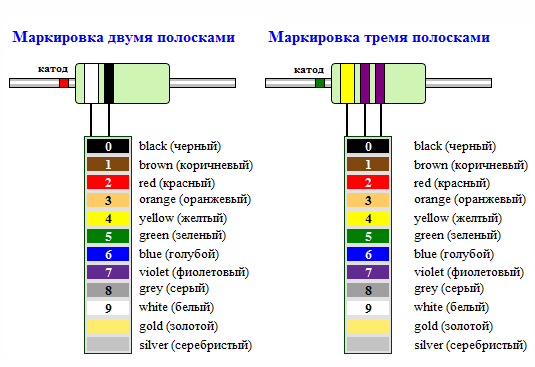 Маркировка двумя полосками
катод
0 black (черный)
1 brown (коричневый)
2 red (красный)
3 orange (оранжевый)
4 yellow (желтый)
5 green (зеленый)
6 blue (голубой)
7 violet (фиолетовый)
8 grey (серый)
9 white (белый)
gold (золотой)
silver (серебристый)
Маркировка тремя полосками
катод
0 black (черный)
1 brown (коричневый)
2 red (красный)
3 orange (оранжевый)
4 yellow (желтый)
5 green (зеленый)
6 blue (голубой)
7 violet (фиолетовый)
8 grey (серый)
9 white (белый)
gold (золотой)
silver (серебристый)